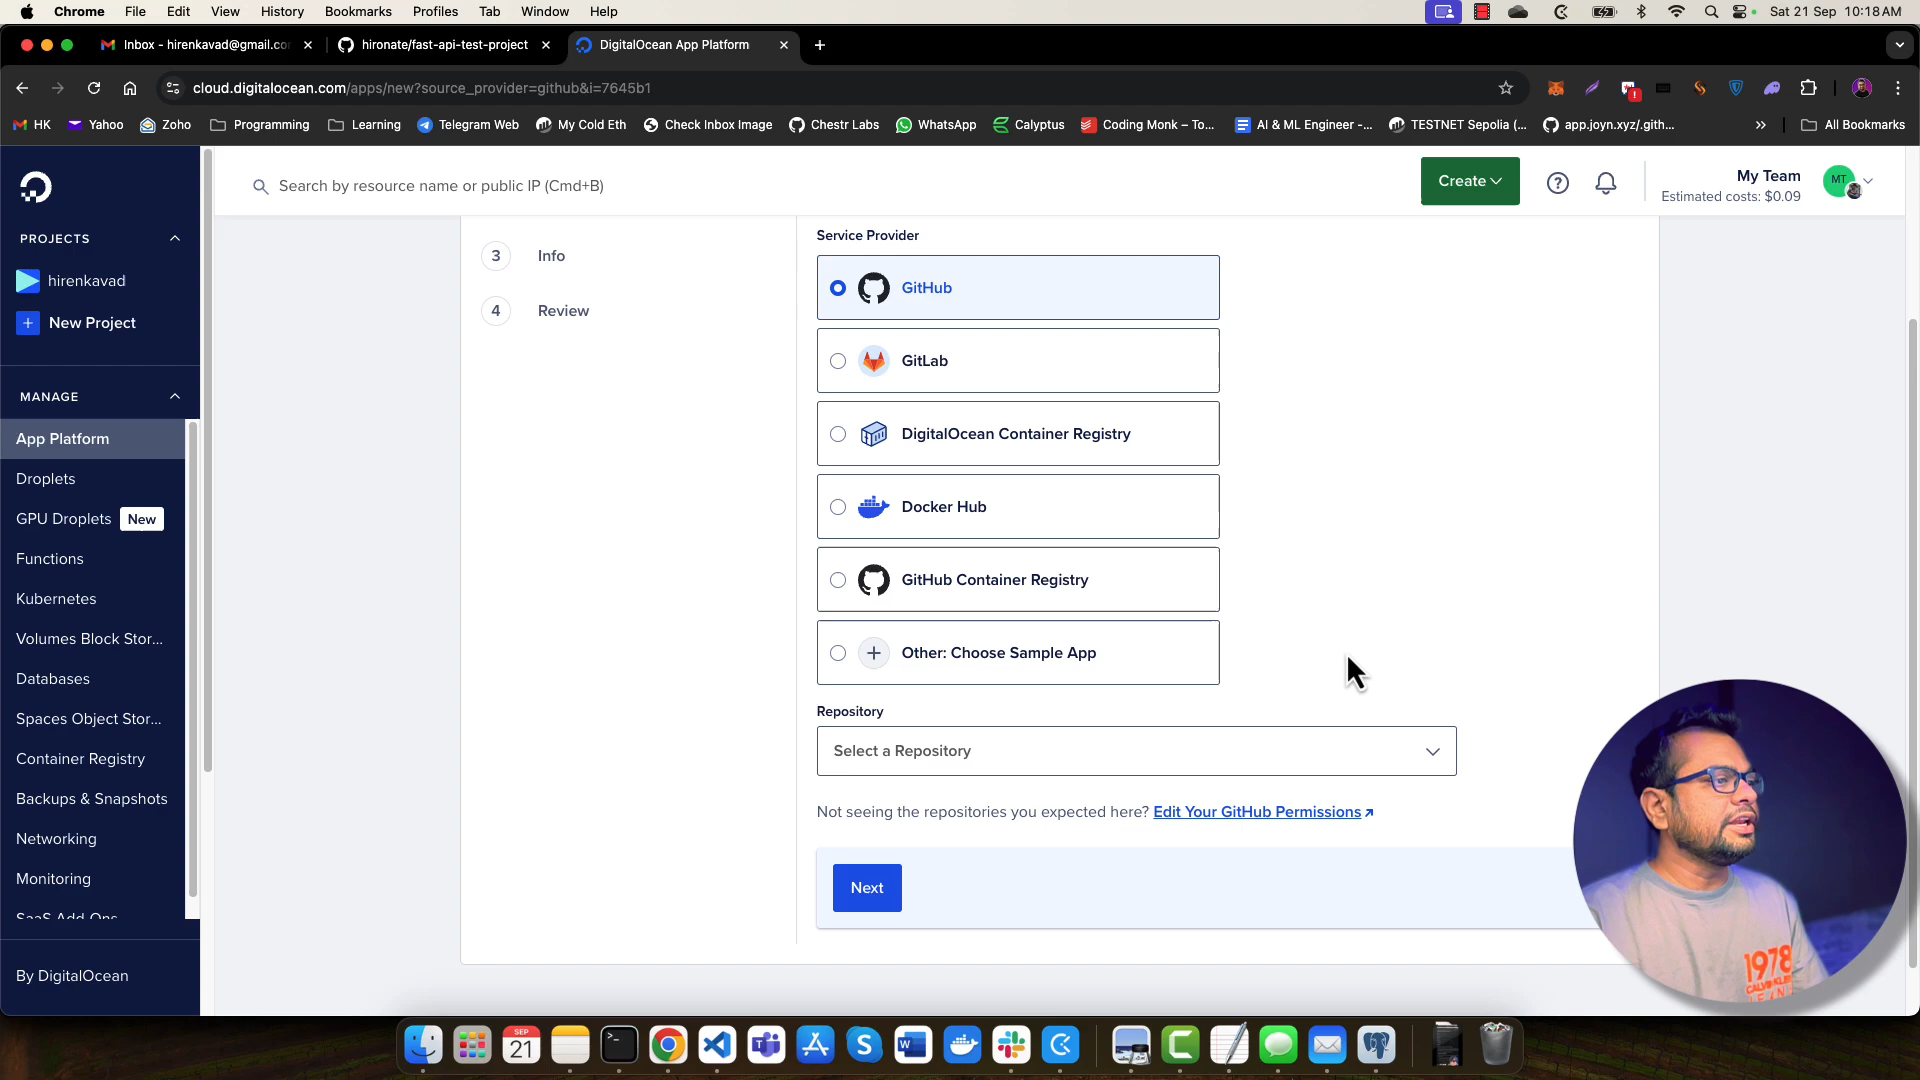 Chrome File Edit View History Bookmarks Profiles Tab Window Help Sat 21 Sep 10:18 AM
Inbox - hirenkavad@gmail.co hironate/fast-api-test-project DigitalOcean App Platform
cloud.digitalocean.com/apps/new?source_provider=github&i=7645b1
HK Yahoo Zoho Programming Learning Telegram Web My Cold Eth Check Inbox Image Chestr Labs WhatsApp Calyptus Coding Monk – To... AI & ML Engineer -... TESTNET Sepolia (... app.joyn.xyz/.gith... » All Bookmarks
Search by resource name or public IP (Cmd+B)
Create
My Team
Estimated costs: $0.09
MT
PROJECTS
hirenkavad
New Project
MANAGE
App Platform
Droplets
GPU Droplets New
Functions
Kubernetes
Volumes Block Stor...
Databases
Spaces Object Stor...
Container Registry
Backups & Snapshots
Networking
Monitoring
SaaS Add-Ons
By DigitalOcean
3 Info
4 Review
Service Provider
GitHub
GitLab
DigitalOcean Container Registry
Docker Hub
GitHub Container Registry
Other: Choose Sample App
Repository
Select a Repository
Not seeing the repositories you expected here? Edit Your GitHub Permissions
Next
1978
SEP
21